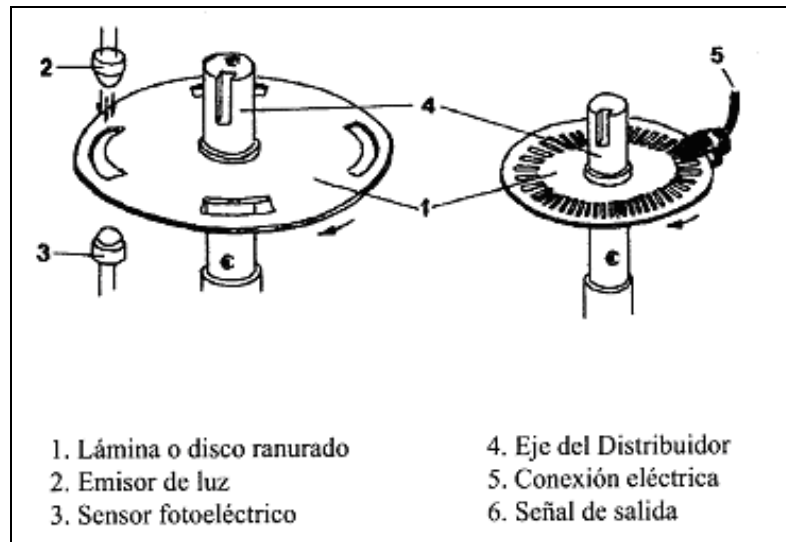 2
5
4
1
3
1. Lámina o disco ranurado
2. Emisor de luz
3. Sensor fotoeléctrico
4. Eje del Distribuidor
5. Conexión eléctrica
6. Señal de salida